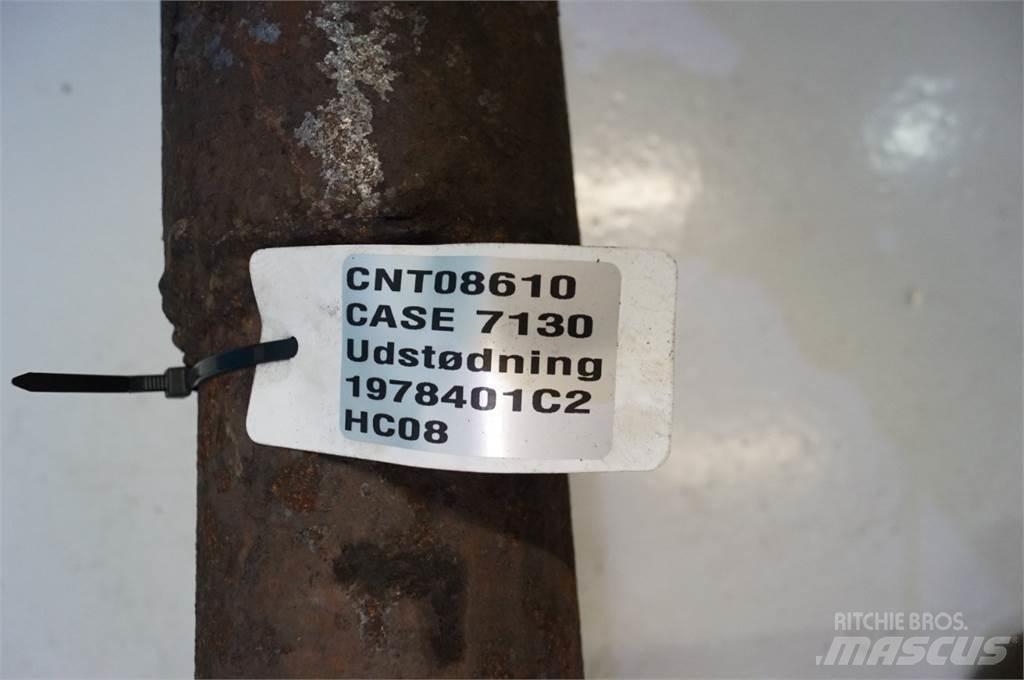 CNT08610
CASE 7130
Udstødning
1978401C2
HC08
RITCHIE BROS.
MASCUS